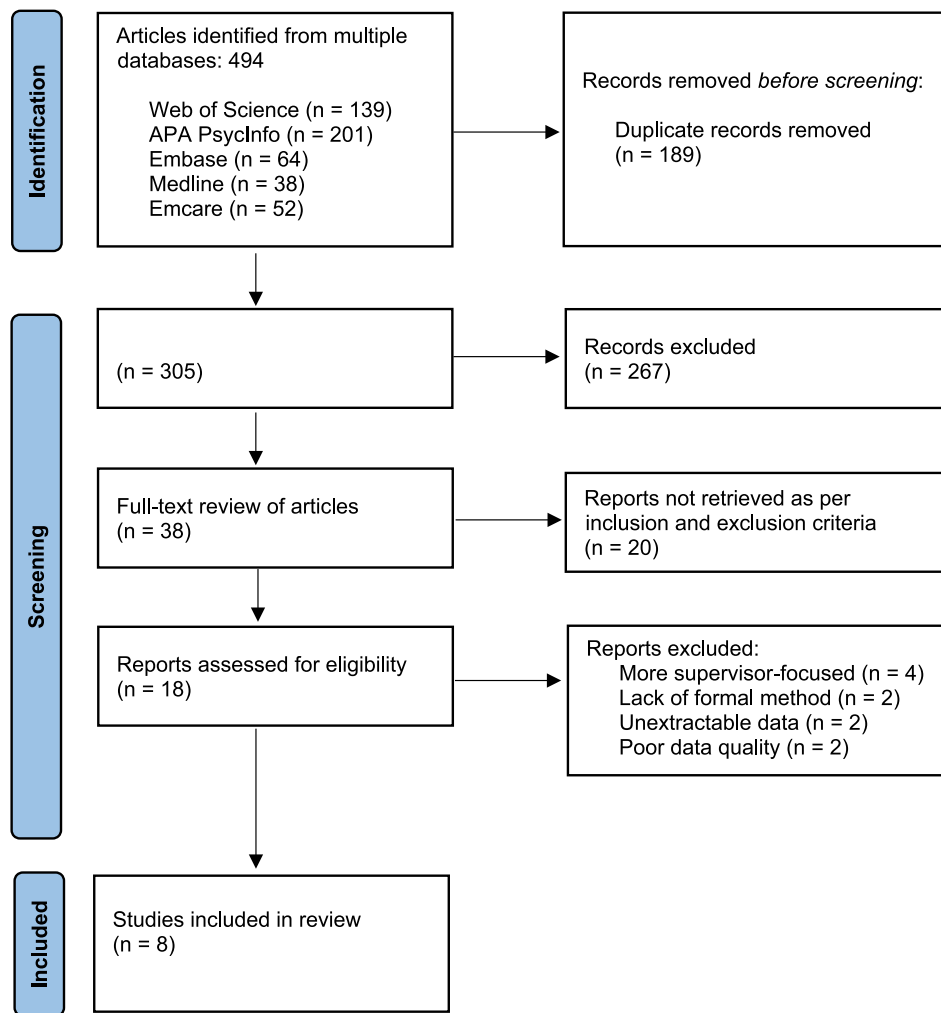 Identification
Articles identified from multiple
databases: 494
Web of Science (n = 139)
APA PsycInfo (n = 201)
Embase (n = 64)
Medline (n = 38)
Emcare (n = 52)
Records removed before screening:
Duplicate records removed
(n = 189)
Screening
(n = 305)
Records excluded
(n = 267)
Full-text review of articles
(n = 38)
Reports not retrieved as per
inclusion and exclusion criteria
(n = 20)
Reports assessed for eligibility
(n = 18)
Reports excluded:
More supervisor-focused (n = 4)
Lack of formal method (n = 2)
Unextractable data (n = 2)
Poor data quality (n = 2)
Included
Studies included in review
(n = 8)